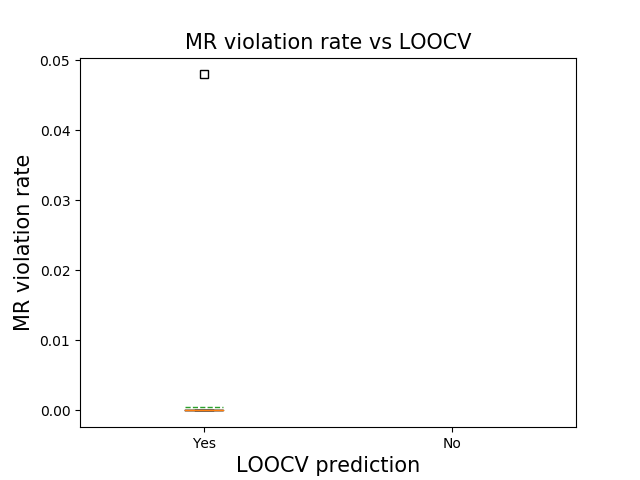 MR violation rate vs LOOCV
MR violation rate
0.05
0.04
0.03
0.02
0.01
0.00
Yes
No
LOOCV prediction